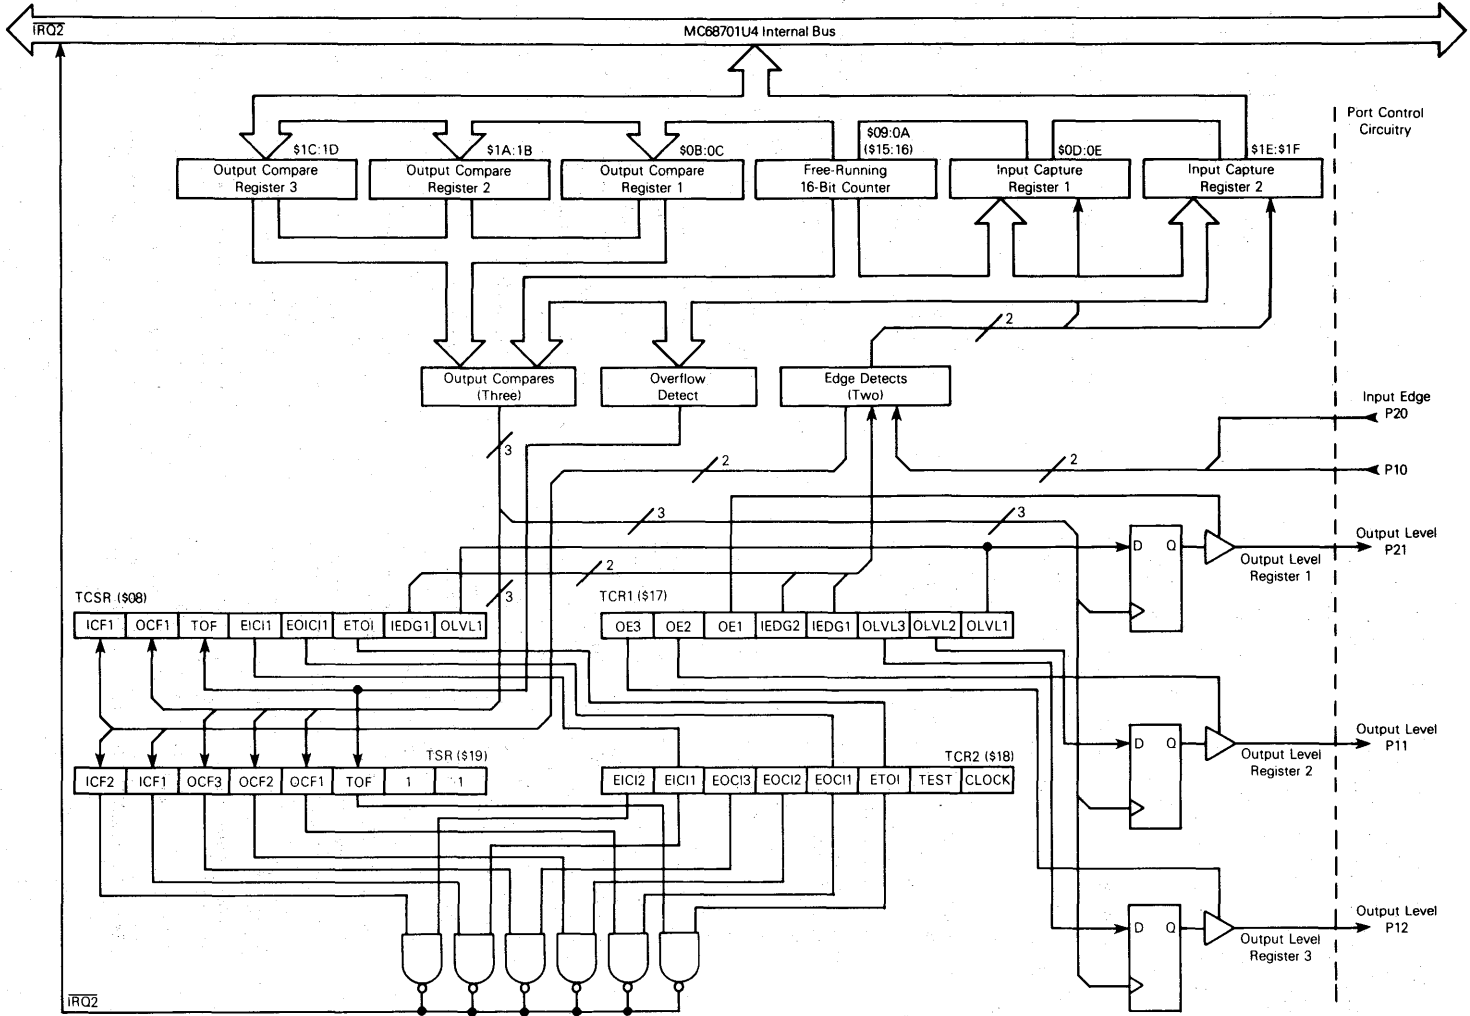 IRQ2
MC68701U4 Internal Bus
Port Control
Circuitry
$1C:1D
$1A:1B
$0B:0C
$09:0A
($15:16)
$0D:0E
$1E:$1F
Output Compare
Register 3
Output Compare
Register 2
Output Compare
Register 1
Free-Running
16-Bit Counter
Input Capture
Register 1
Input Capture
Register 2
2
Output Compares
(Three)
Overflow
Detect
Edge Detects
(Two)
Input Edge
P20
3
2
2
P10
3
3
Output Level
P21
D Q
Output Level
Register 1
2
3
TCSR ($08)
ICF1 OCF1 TOF EICI1 EOICI1 ETOI IEDG1 OLVL1
TCR1 ($17)
OE3 OE2 OE1 IEDG2 IEDG1 OLVL3 OLVL2 OLVL1
Output Level
P11
D Q
Output Level
Register 2
TSR ($19)
ICF2 ICF1 OCF3 OCF2 OCF1 TOF 1 1
TCR2 ($18)
EICI2 EICI1 EOCI3 EOCI2 EOCI1 ETOI TEST CLOCK
Output Level
P12
D Q
Output Level
Register 3
IRQ2